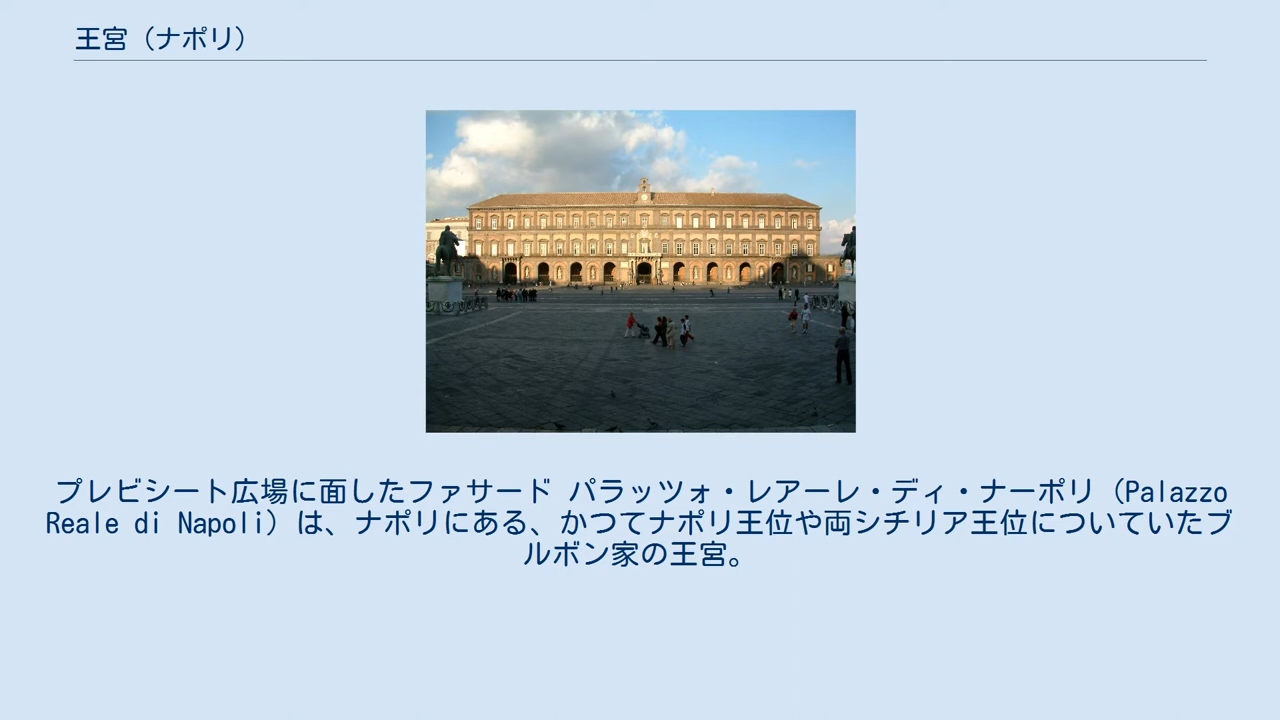 王宮（ナポリ）
プレビシート広場に面したファサード パラッツォ・レアーレ・ディ・ナーポリ（Palazzo
Reale di Napoli）は、ナポリにある、かつてナポリ王位や両シチリア王位についていたブ
ルボン家の王宮。